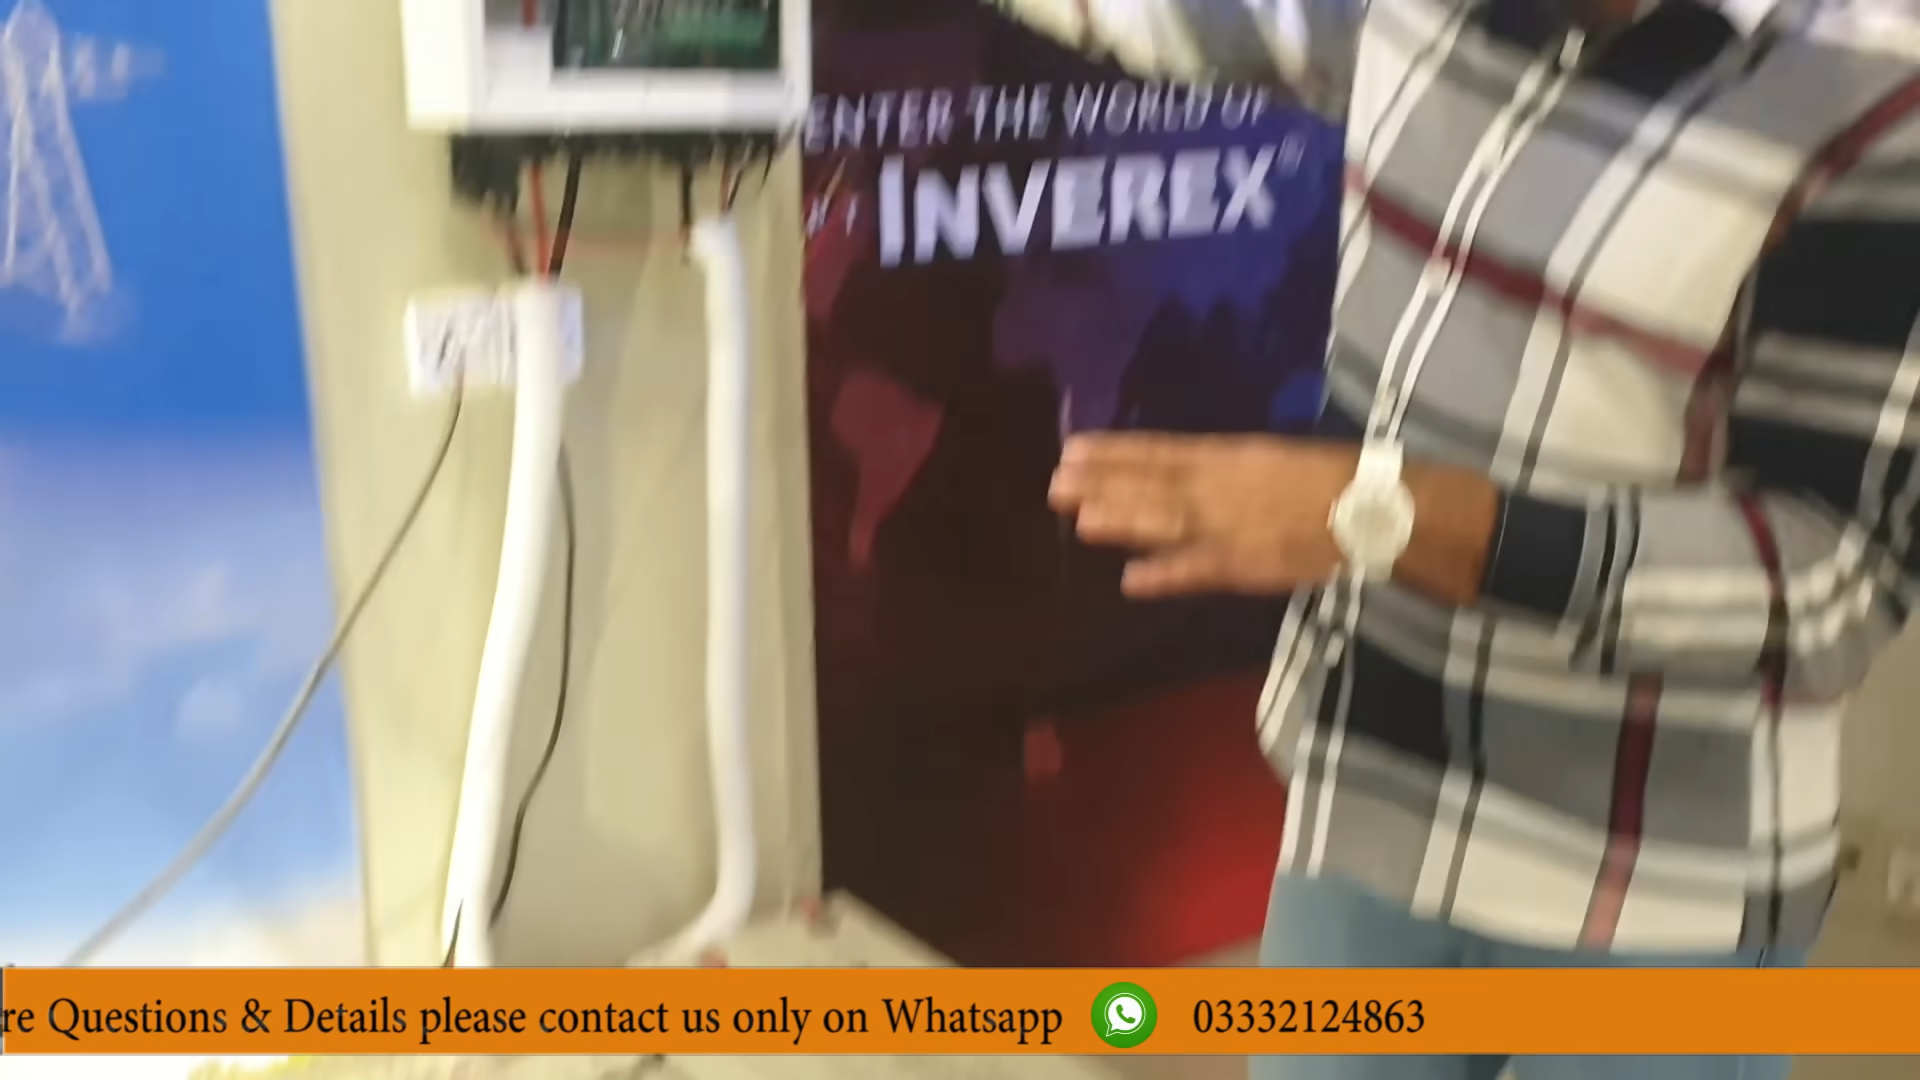 ENTER THE WORLD OF
INVEREX®
re Questions & Details please contact us only on Whatsapp 03332124863